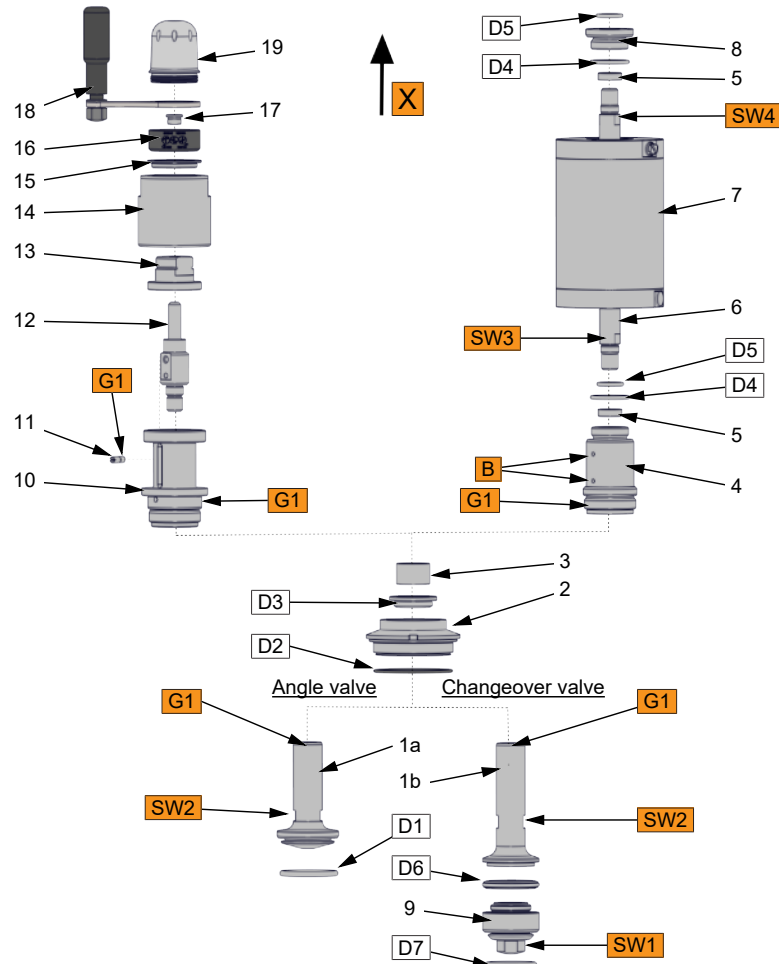 D5
19
8
D4
5
18
X
17
SW4
16
15
14
7
13
12
6
SW3
G1
D5
11
D4
5
B
10
G1
G1
4
3
D3
2
D2
Angle valve
Changeover valve
G1
G1
1a
1b
SW2
SW2
D1
D6
9
SW1
D7